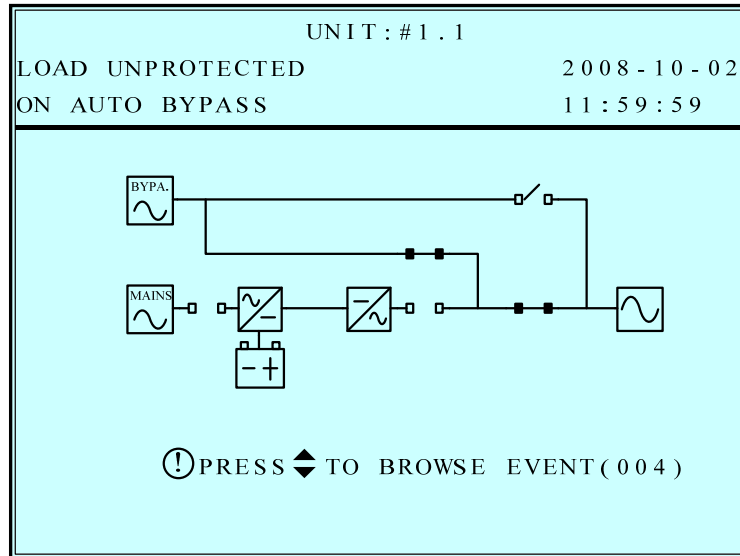 UNIT:#1.1
LOAD UNPROTECTED 2008-10-02
ON AUTO BYPASS 11:59:59
BYPA.
MAINS
PRESS TO BROWSE EVENT(004)